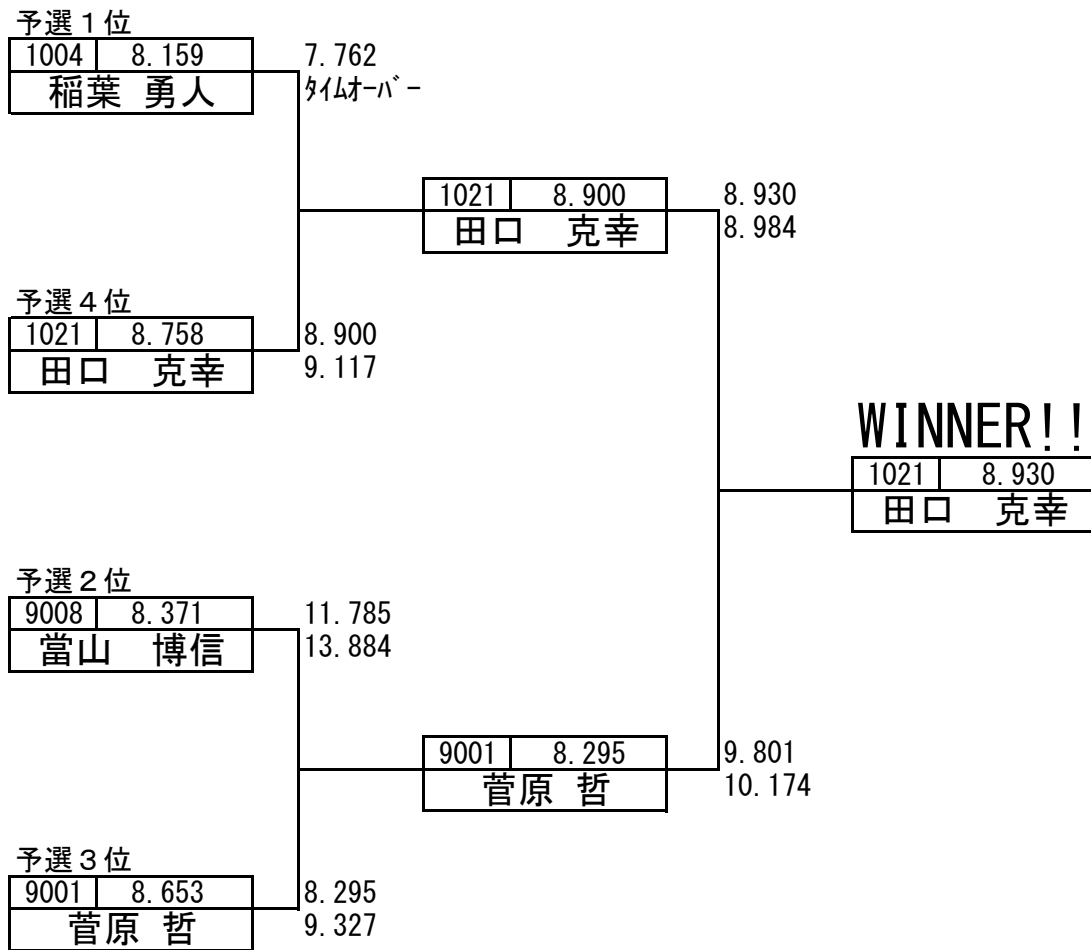 予選１位
1004 8.159
稲葉 勇人
7.762
ﾀｲﾑｵｰﾊﾞｰ
1021 8.900
田口　克幸
8.930
8.984
予選４位
1021 8.758
田口　克幸
8.900
9.117
WINNER!!
1021 8.930
田口　克幸
予選２位
9008 8.371
當山　博信
11.785
13.884
9001 8.295
菅原 哲
9.801
10.174
予選３位
9001 8.653
菅原 哲
8.295
9.327